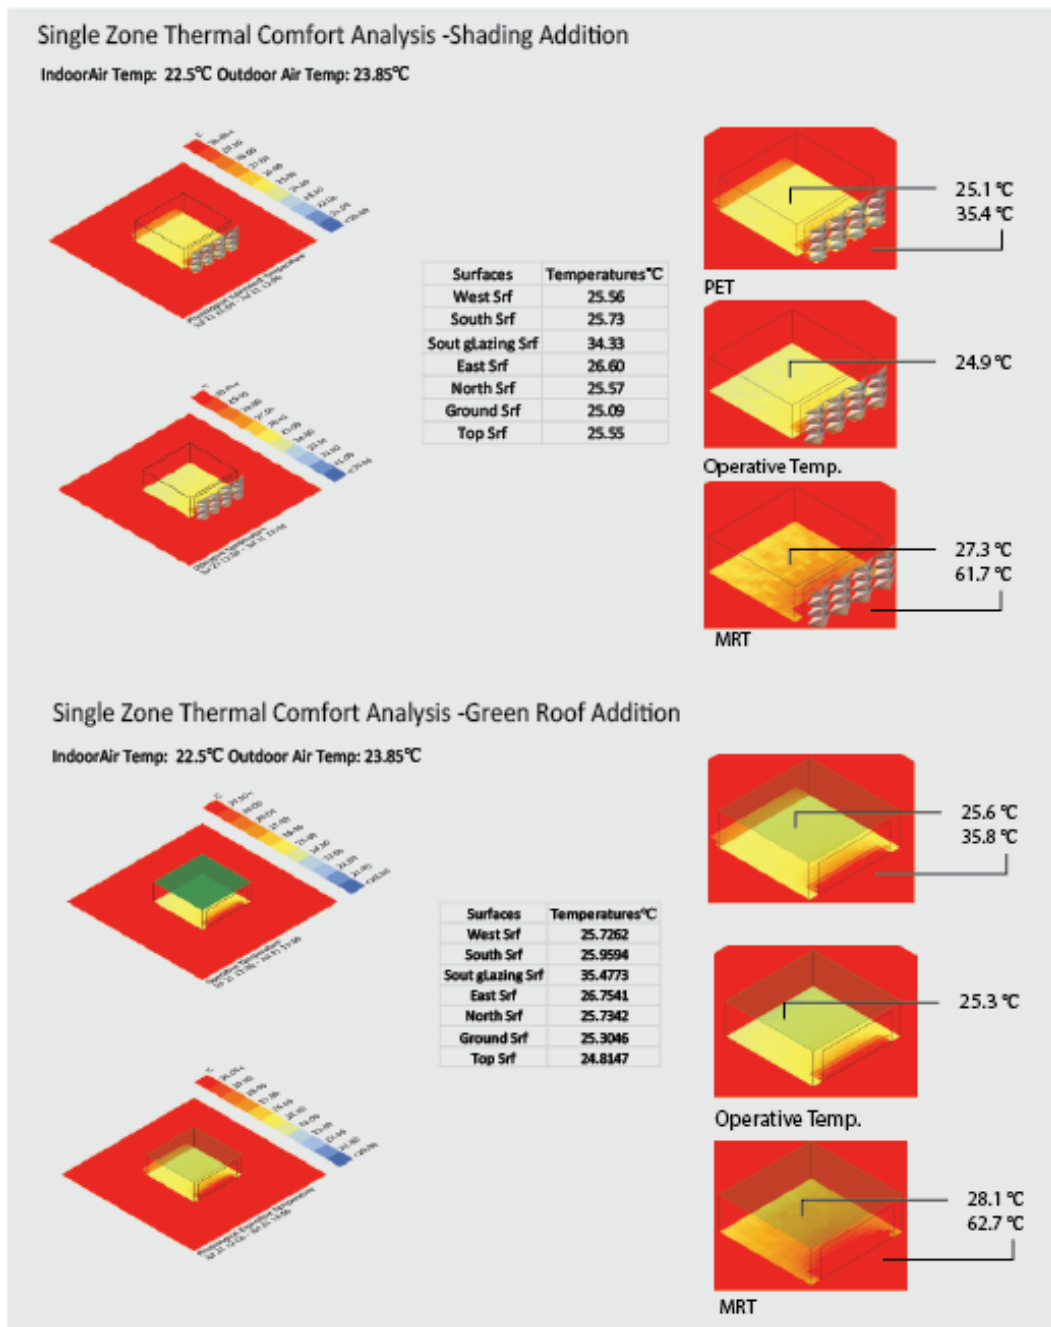 Single Zone Thermal Comfort Analysis -Shading Addition
IndoorAir Temp: 22.5℃ Outdoor Air Temp: 23.85℃
25.1 ℃
35.4 ℃
PET
Surfaces Temperatures℃
West Srf 25.56
South Srf 25.73
Sout gLazing Srf 34.33
East Srf 26.60
North Srf 25.57
Ground Srf 25.09
Top Srf 25.55
24.9 ℃
Operative Temp.
27.3 ℃
61.7 ℃
MRT
Single Zone Thermal Comfort Analysis -Green Roof Addition
IndoorAir Temp: 22.5℃ Outdoor Air Temp: 23.85℃
25.6 ℃
35.8 ℃
Surfaces Temperatures℃
West Srf 25.7262
South Srf 25.9594
Sout gLazing Srf 35.4773
East Srf 26.7541
North Srf 25.7342
Ground Srf 25.3046
Top Srf 24.8147
25.3 ℃
Operative Temp.
28.1 ℃
62.7 ℃
MRT